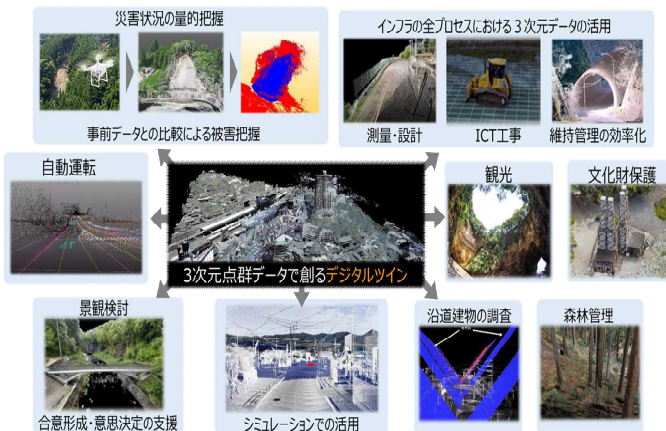 災害状況の量的把握
事前データとの比較による被害把握
インフラの全プロセスにおける3次元データの活用
測量・設計
ICT工事
維持管理の効率化
自動運転
3次元点群データで創るデジタルツイン
観光
文化財保護
景観検討
合意形成・意思決定の支援
シミュレーションでの活用
沿道建物の調査
森林管理